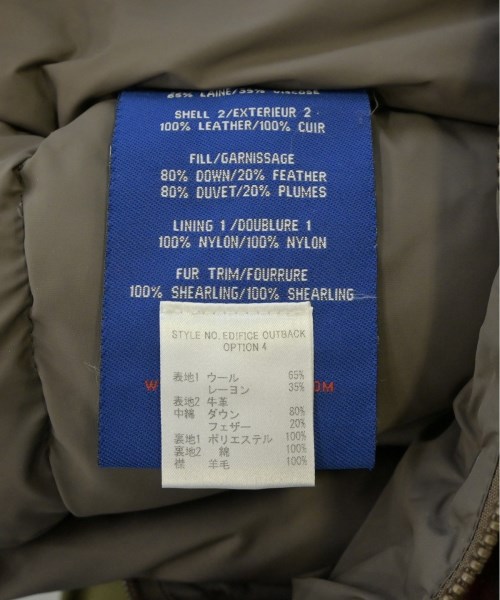 65% LAINE/35% VISCOSE
SHELL 2/EXTERIEUR 2
100% LEATHER/100% CUIR
FILL/GARNISSAGE
80% DOWN/20% FEATHER
80% DUVET/20% PLUMES
LINING 1/DOUBLURE 1
100% NYLON/100% NYLON
FUR TRIM/FOURRURE
100% SHEARLING/100% SHEARLING
STYLE NO. EDIFICE OUTBACK
OPTION 4
表地1 ウール 65%
レーヨン 35%
表地2 牛革
中綿 ダウン 80%
フェザー 20%
裏地1 ポリエステル 100%
裏地2 綿 100%
襟 羊毛 100%